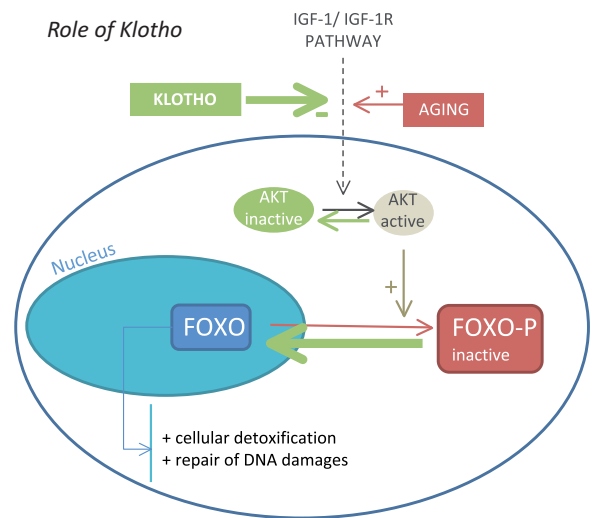 Role of Klotho
IGF-1/ IGF-1R
PATHWAY
KLOTHO
-
+
AGING
AKT
inactive
AKT
active
Nucleus
+
FOXO
FOXO-P
inactive
+ cellular detoxification
+ repair of DNA damages